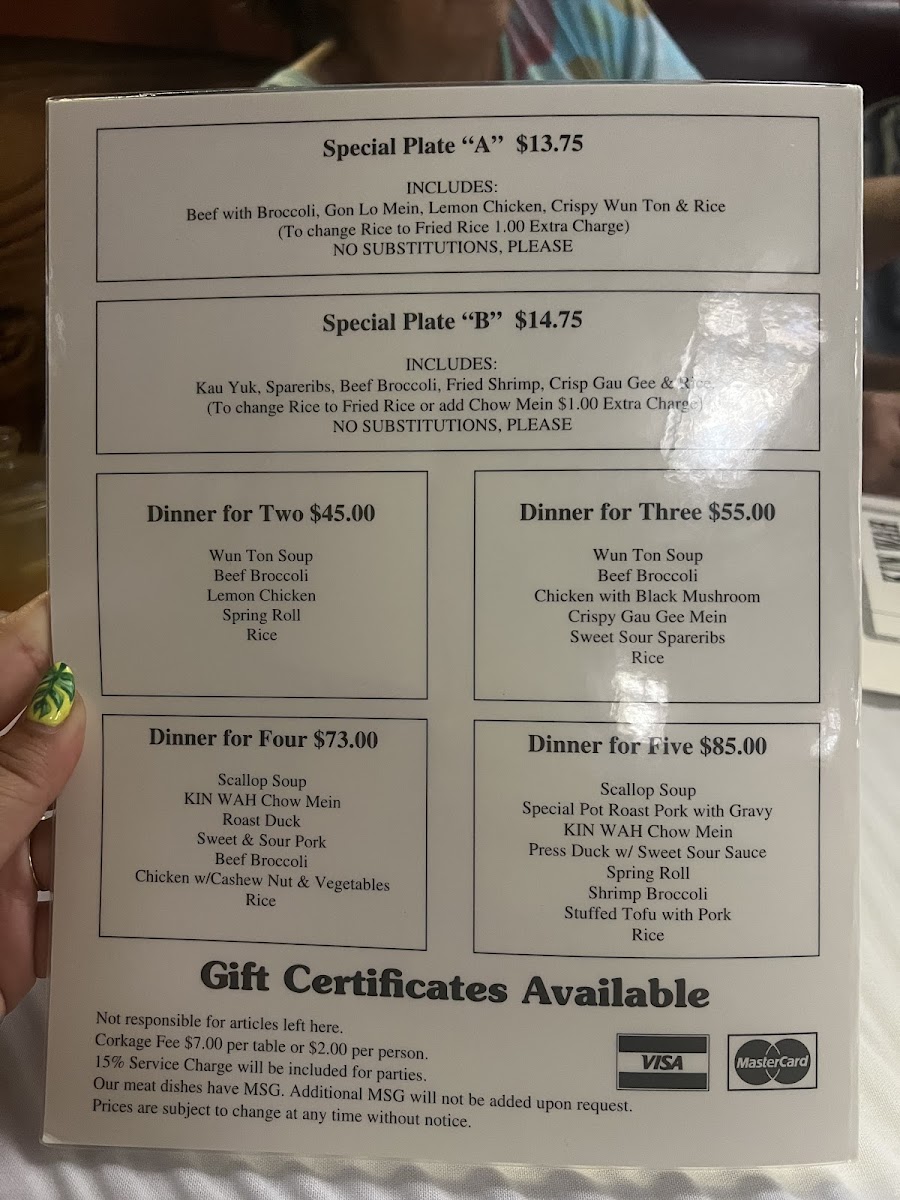 Special Plate “A” $13.75
INCLUDES:
Beef with Broccoli, Gon Lo Mein, Lemon Chicken, Crispy Wun Ton & Rice
(To change Rice to Fried Rice 1.00 Extra Charge)
NO SUBSTITUTIONS, PLEASE
Special Plate “B” $14.75
INCLUDES:
Kau Yuk, Spareribs, Beef Broccoli, Fried Shrimp, Crisp Gau Gee & Rice
(To change Rice to Fried Rice or add Chow Mein $1.00 Extra Charge)
NO SUBSTITUTIONS, PLEASE
Dinner for Two $45.00
Wun Ton Soup
Beef Broccoli
Lemon Chicken
Spring Roll
Rice
Dinner for Three $55.00
Wun Ton Soup
Beef Broccoli
Chicken with Black Mushroom
Crispy Gau Gee Mein
Sweet Sour Spareribs
Rice
Dinner for Four $73.00
Scallop Soup
KIN WAH Chow Mein
Roast Duck
Sweet & Sour Pork
Beef Broccoli
Chicken w/Cashew Nut & Vegetables
Rice
Dinner for Five $85.00
Scallop Soup
Special Pot Roast Pork with Gravy
KIN WAH Chow Mein
Press Duck w/ Sweet Sour Sauce
Spring Roll
Shrimp Broccoli
Stuffed Tofu with Pork
Rice
Gift Certificates Available
Not responsible for articles left here.
Corkage Fee $7.00 per table or $2.00 per person.
15% Service Charge will be included for parties.
Our meat dishes have MSG. Additional MSG will not be added upon request.
Prices are subject to change at any time without notice.
VISA
MasterCard
KIN WAH